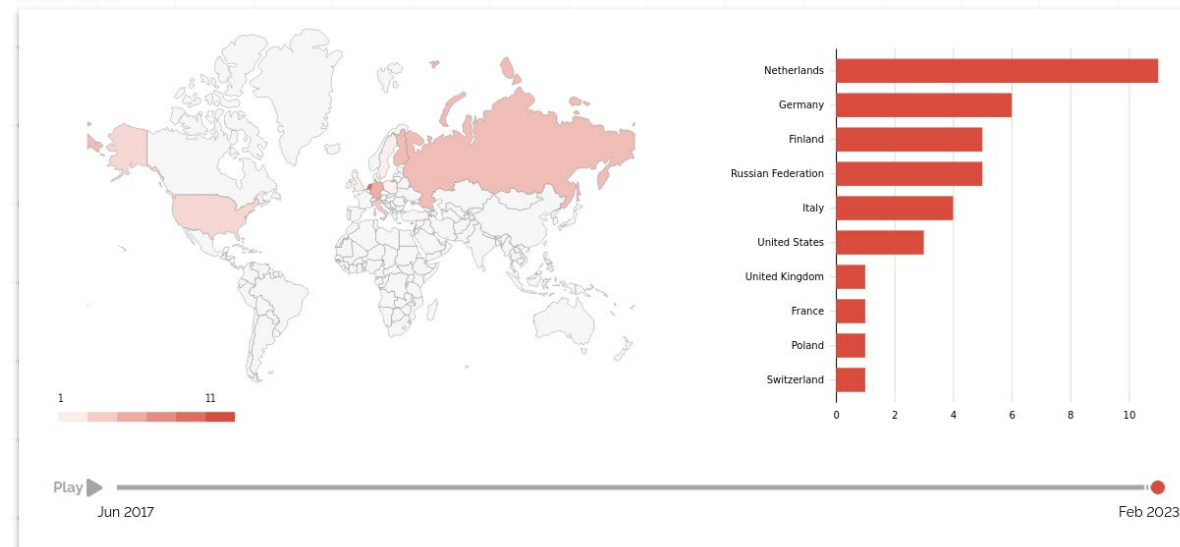 Netherlands
Germany
Finland
Russian Federation
Italy
United States
United Kingdom
France
Poland
Switzerland
0 2 4 6 8 10
1 11
Play
Jun 2017
Feb 2023